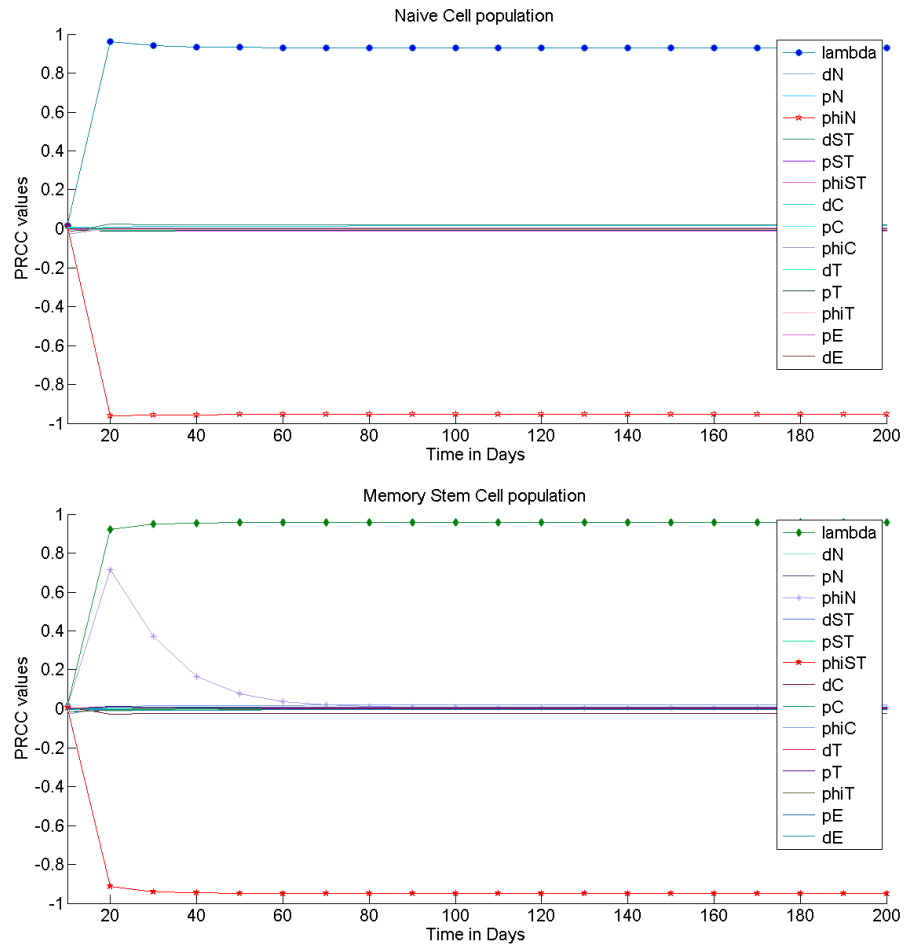 Naive Cell population
1
0.8
0.6
0.4
0.2
0
-0.2
-0.4
-0.6
-0.8
-1
PRCC values
20
40
60
80
100
120
140
160
180
200
Time in Days
lambda
dN
pN
phiN
dST
pST
phiST
dC
pC
phiC
dT
pT
phiT
pE
dE
Memory Stem Cell population
1
0.8
0.6
0.4
0.2
0
-0.2
-0.4
-0.6
-0.8
-1
PRCC values
20
40
60
80
100
120
140
160
180
200
Time in Days
lambda
dN
pN
phiN
dST
pST
phiST
dC
pC
phiC
dT
pT
phiT
pE
dE